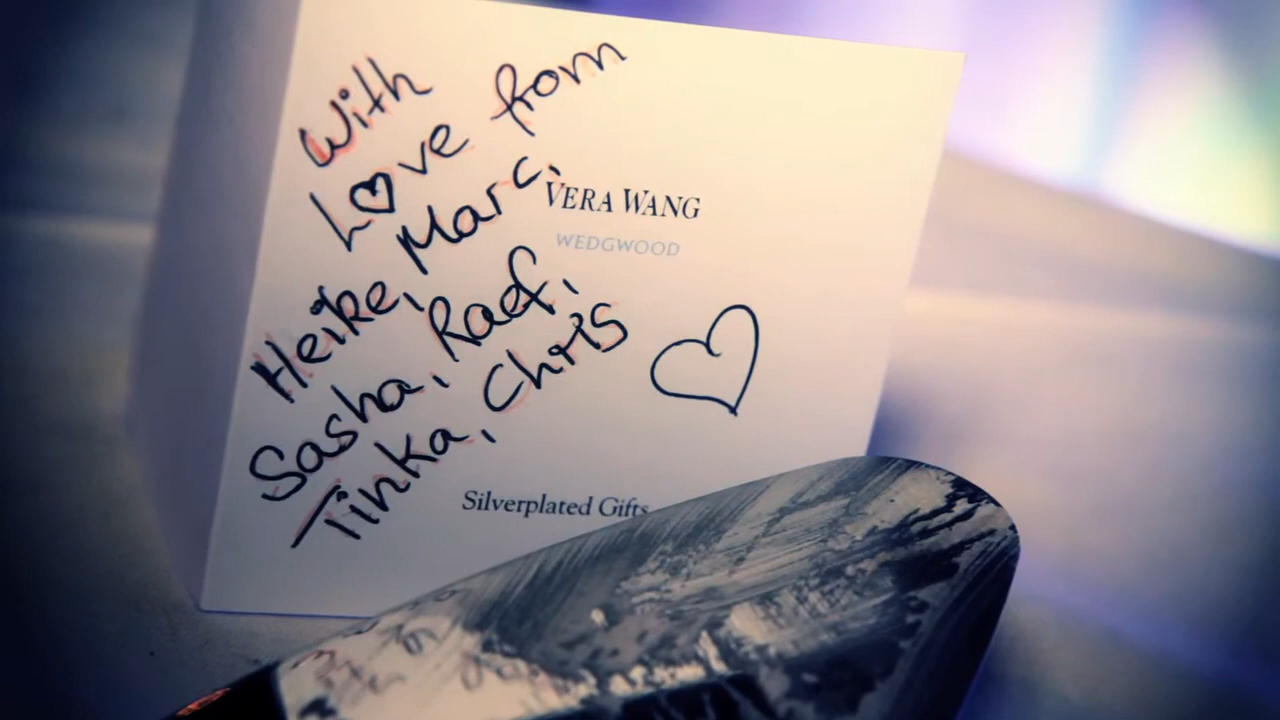 With
Love from
Heike, Marc,
Sasha, Raef,
Tinka, Chris
VERA WANG
WEDGWOOD
Silverplated Gifts